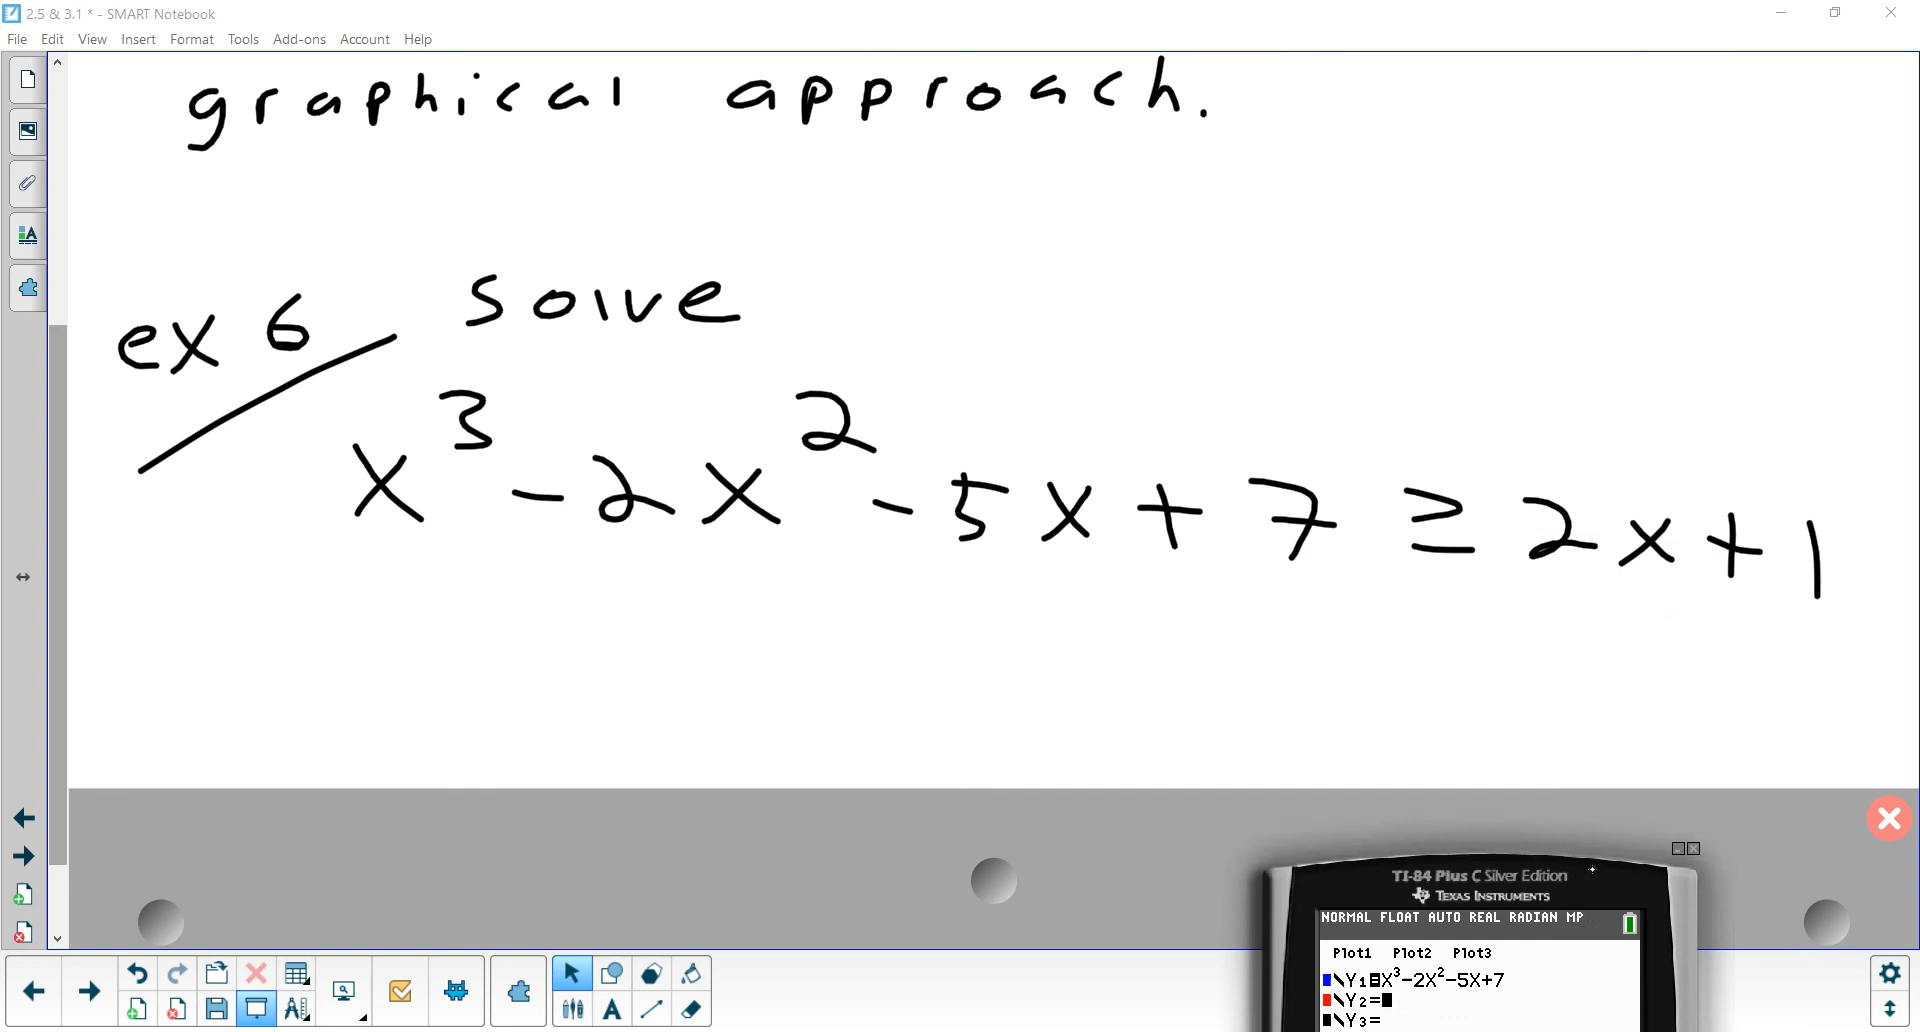 2.5 & 3.1 * - SMART Notebook
File Edit View Insert Format Tools Add-ons Account Help
graphical approach.
ex 6 solve
x³ - 2x² - 5x + 7 ≥ 2x + 1
TI-84 Plus C Silver Edition
TEXAS INSTRUMENTS
NORMAL FLOAT AUTO REAL RADIAN MP
Plot1 Plot2 Plot3
\Y₁=X³-2X²-5X+7
\Y₂=
\Y₃=